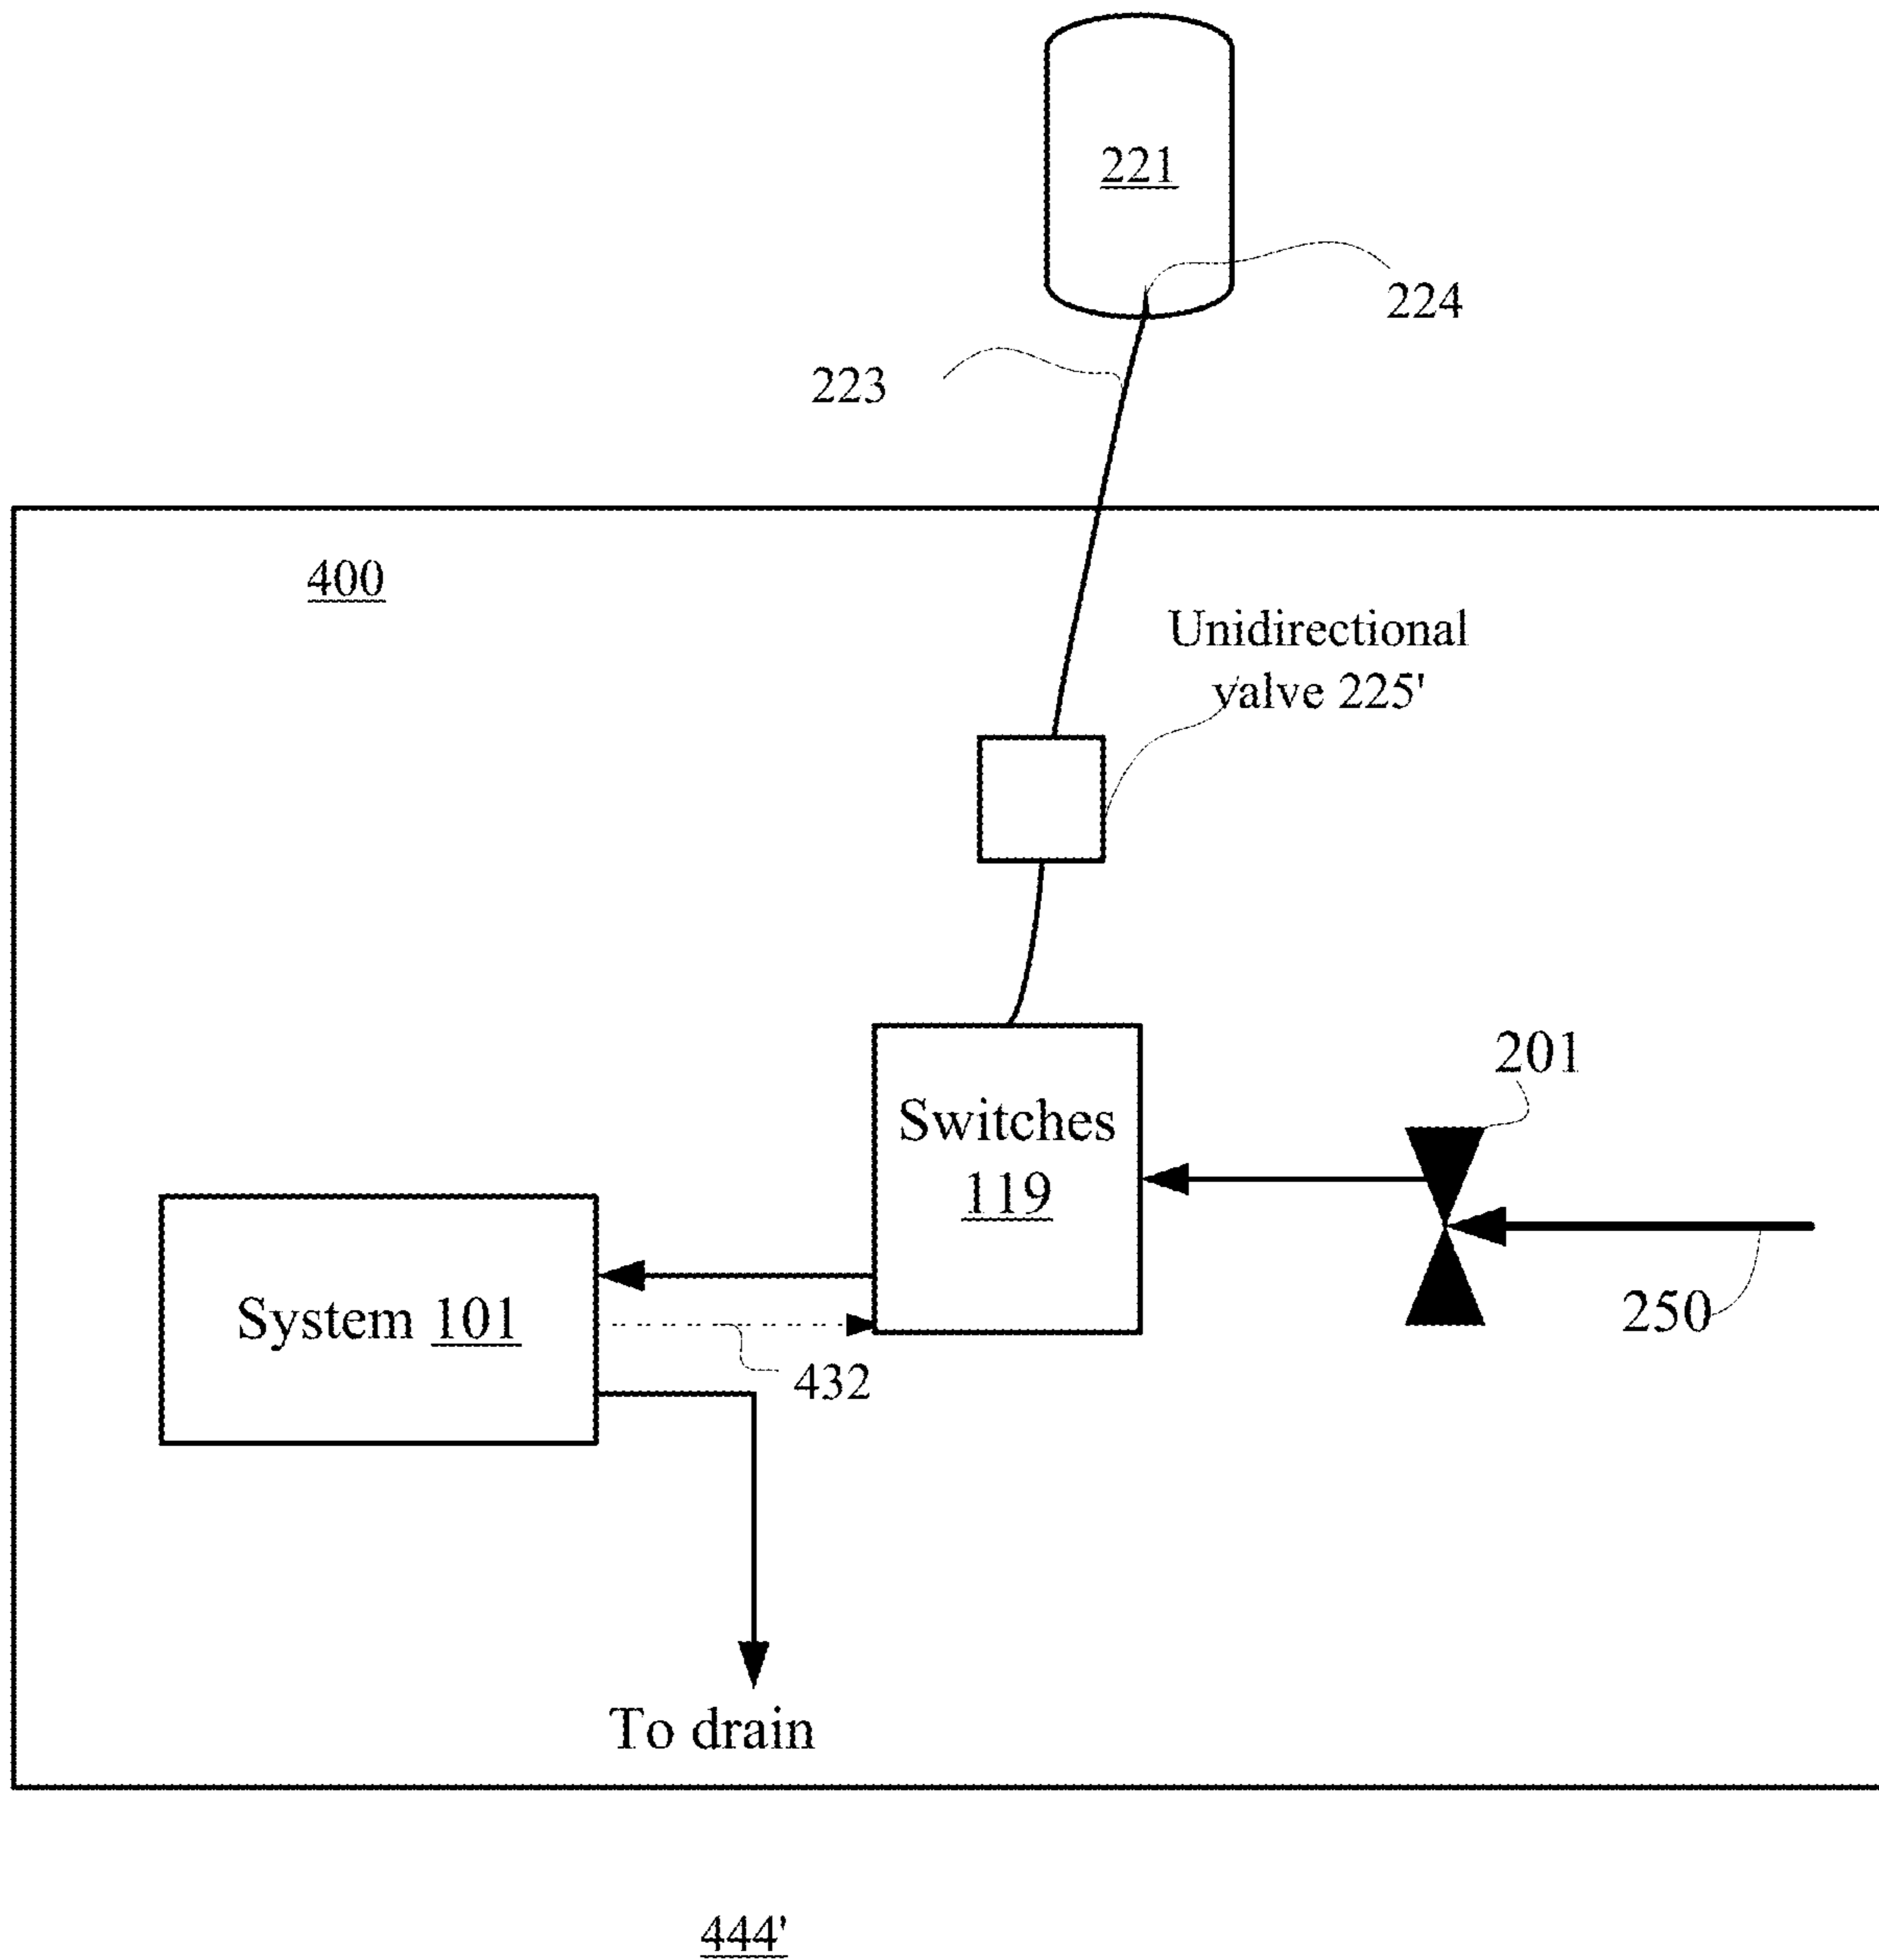 221
224
223
400
Unidirectional
valve 225'
201
Switches
119
System 101
250
432
To drain
444'